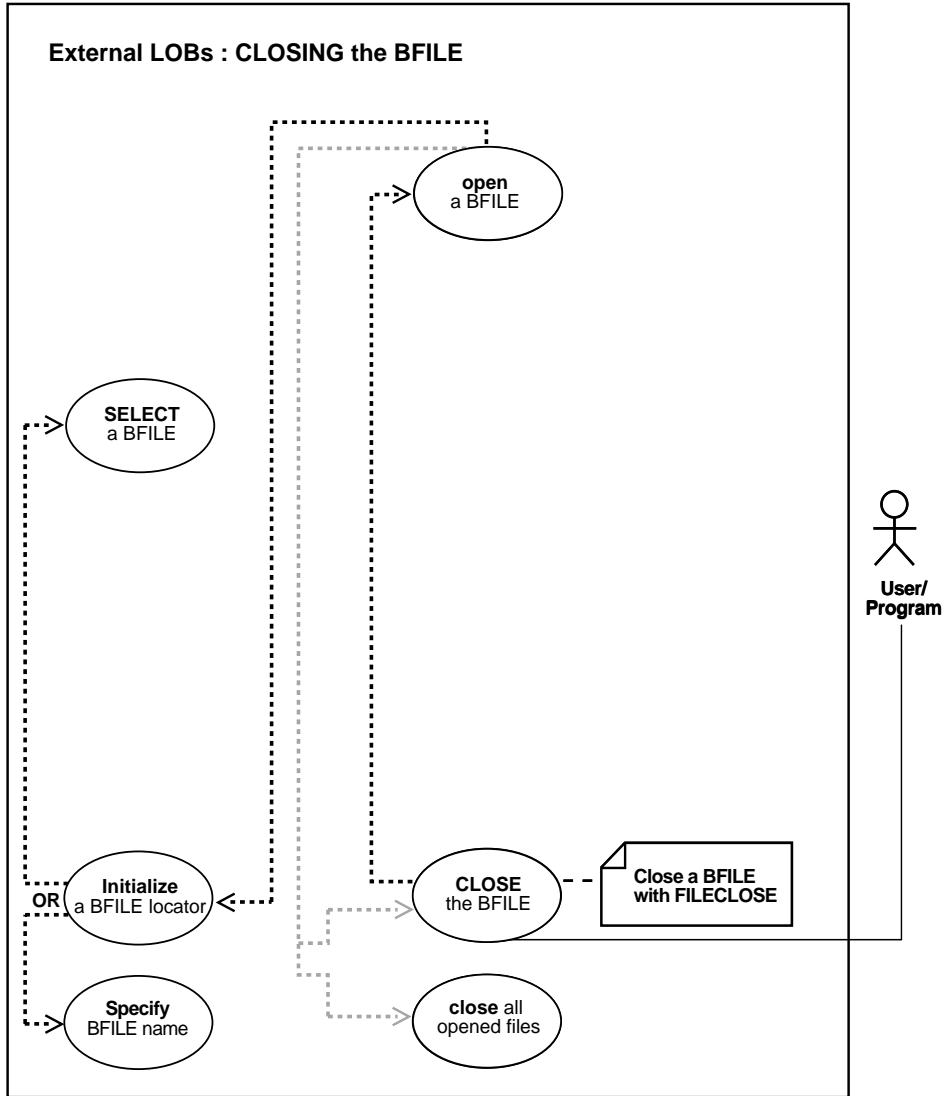 External LOBs : CLOSING the BFILE
open
a BFILE
SELECT
a BFILE
User/
Program
Initialize
a BFILE locator
OR
CLOSE
the BFILE
Close a BFILE
with FILECLOSE
Specify
BFILE name
close all
opened files